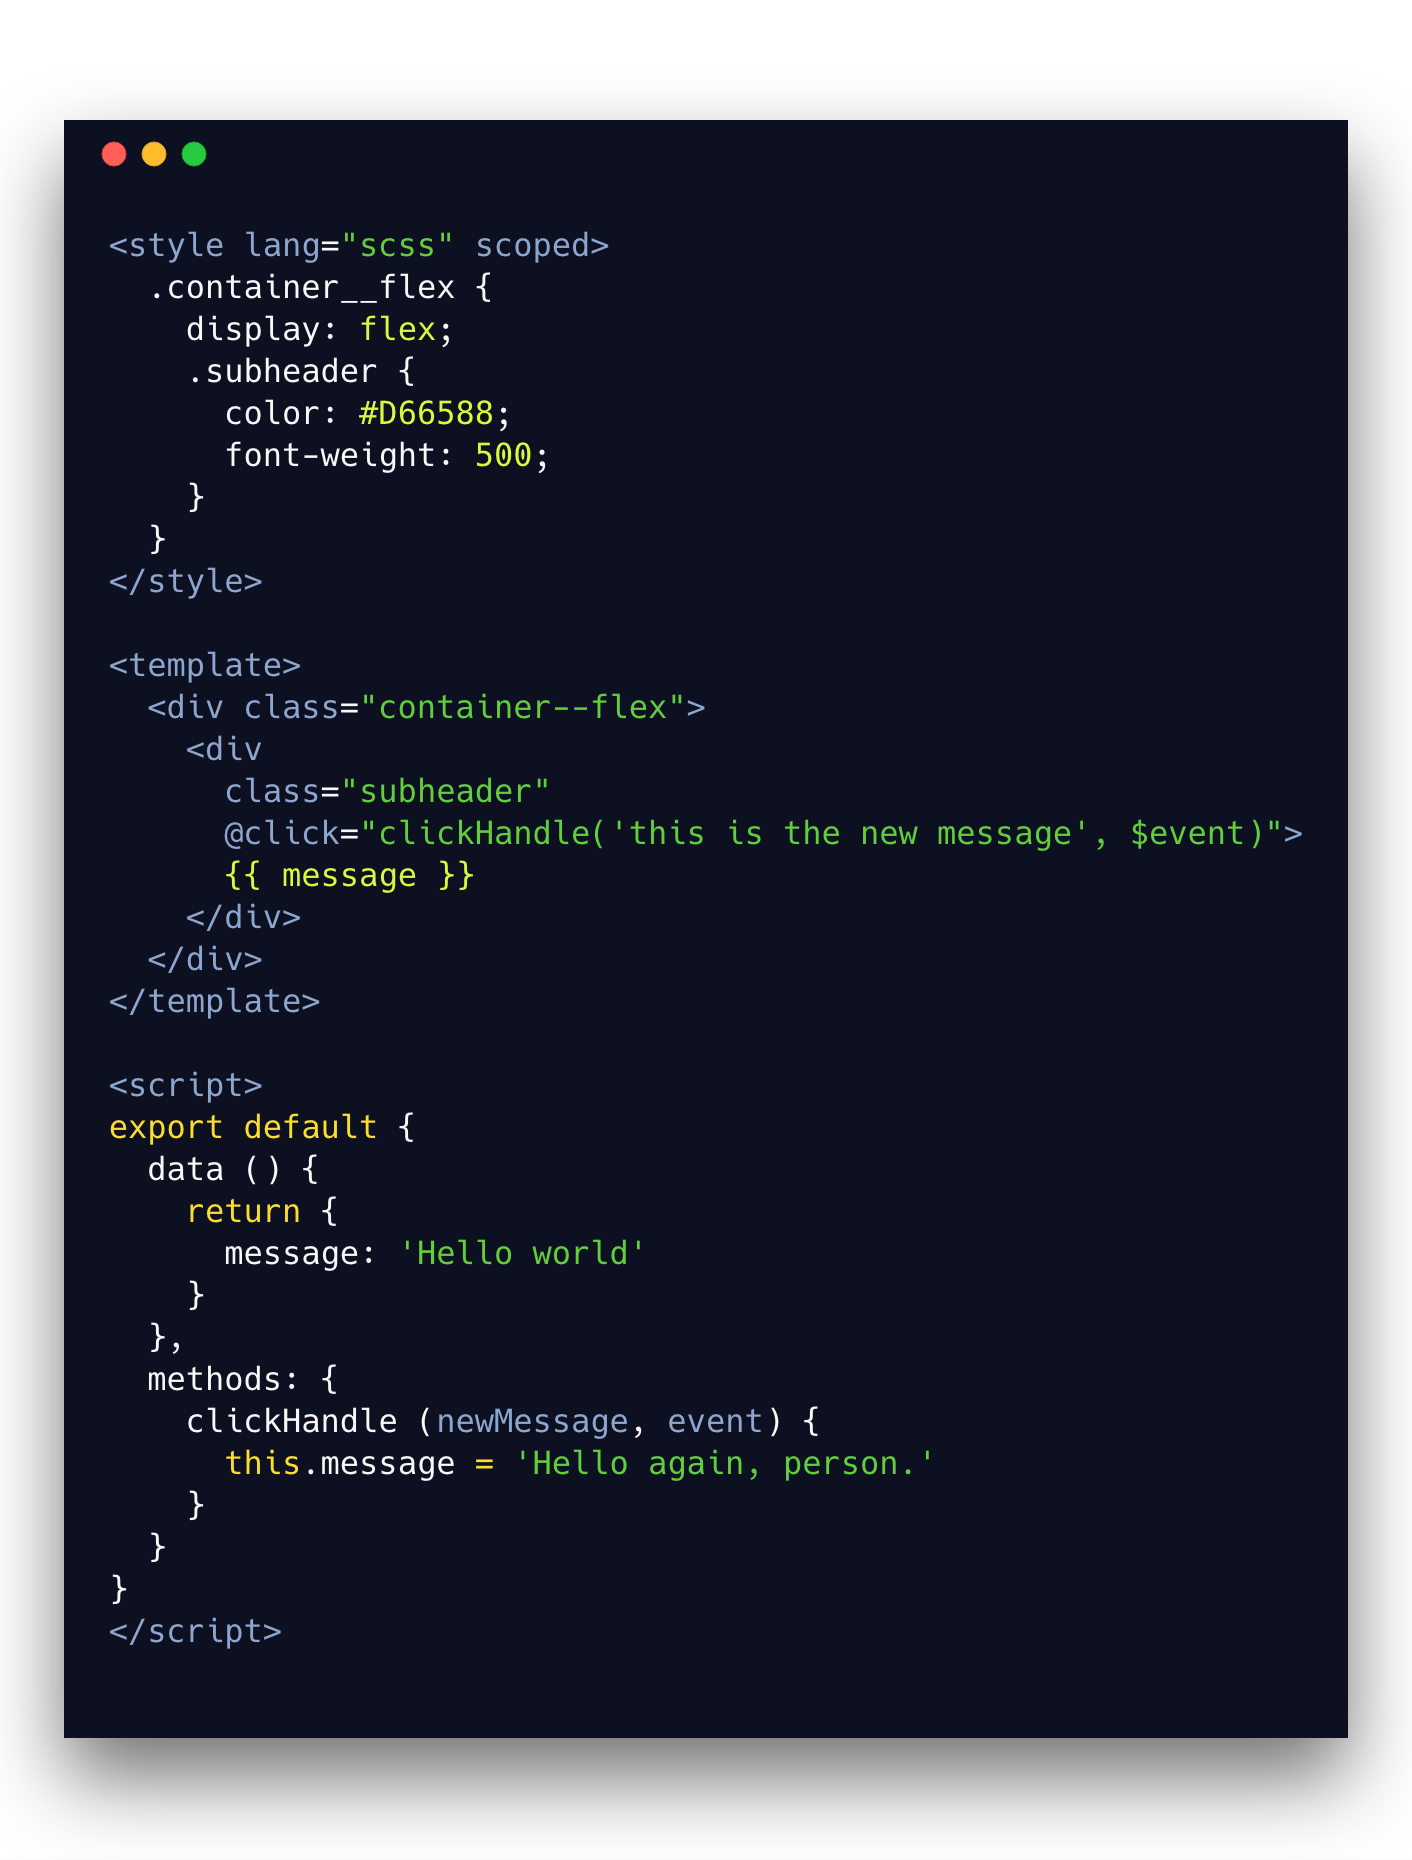 <style lang="scss" scoped>
  .container__flex {
    display: flex;
    .subheader {
      color: #D66588;
      font-weight: 500;
    }
  }
</style>

<template>
  <div class="container--flex">
    <div
      class="subheader"
      @click="clickHandle('this is the new message', $event)">
      {{ message }}
    </div>
  </div>
</template>

<script>
export default {
  data () {
    return {
      message: 'Hello world'
    }
  },
  methods: {
    clickHandle (newMessage, event) {
      this.message = 'Hello again, person.'
    }
  }
}
</script>